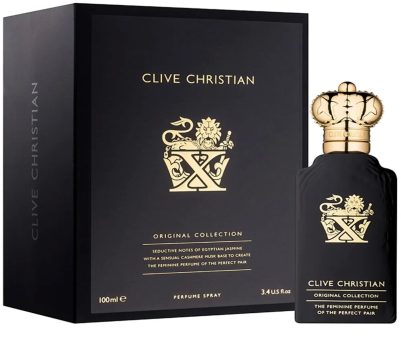 CLIVE CHRISTIAN
CLIVE CHRISTIAN
X
ORIGINAL COLLECTION
SEDUCTIVE NOTES OF EGYPTIAN JASMINE
WITH A SENSUAL CASHMERE MUSK BASE TO CREATE
THE FEMININE PERFUME OF THE PERFECT PAIR
100ml e
PERFUME SPRAY
3.4 U.S fl.oz
X
CLIVE CHRISTIAN
ORIGINAL COLLECTION
THE FEMININE PERFUME
OF THE PERFECT PAIR